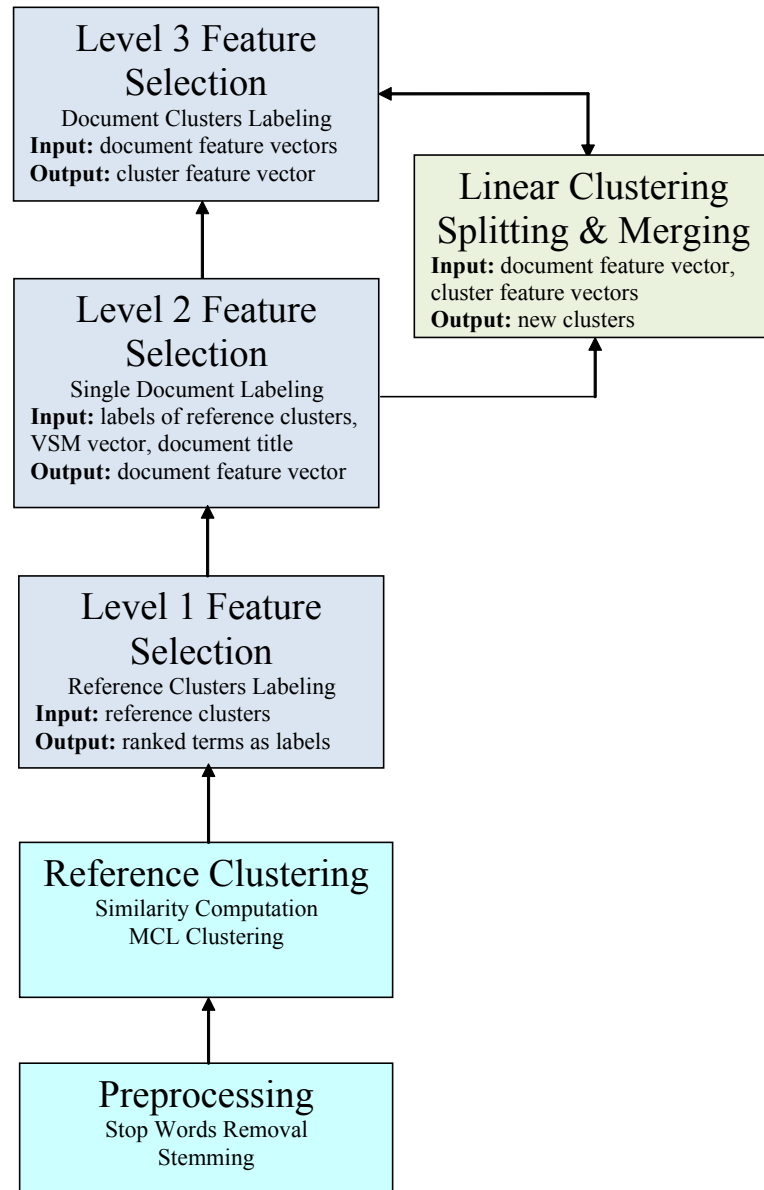 Level 3 Feature
Selection
Document Clusters Labeling
Input: document feature vectors
Output: cluster feature vector
Linear Clustering
Splitting & Merging
Input: document feature vector,
cluster feature vectors
Output: new clusters
Level 2 Feature
Selection
Single Document Labeling
Input: labels of reference clusters,
VSM vector, document title
Output: document feature vector
Level 1 Feature
Selection
Reference Clusters Labeling
Input: reference clusters
Output: ranked terms as labels
Reference Clustering
Similarity Computation
MCL Clustering
Preprocessing
Stop Words Removal
Stemming